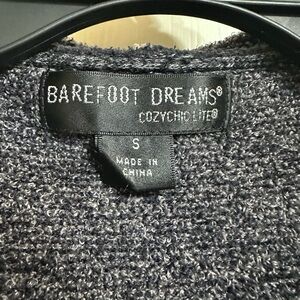 BAREFOOT DREAMS®
COZYCHIC LITE®
S
MADE IN
CHINA